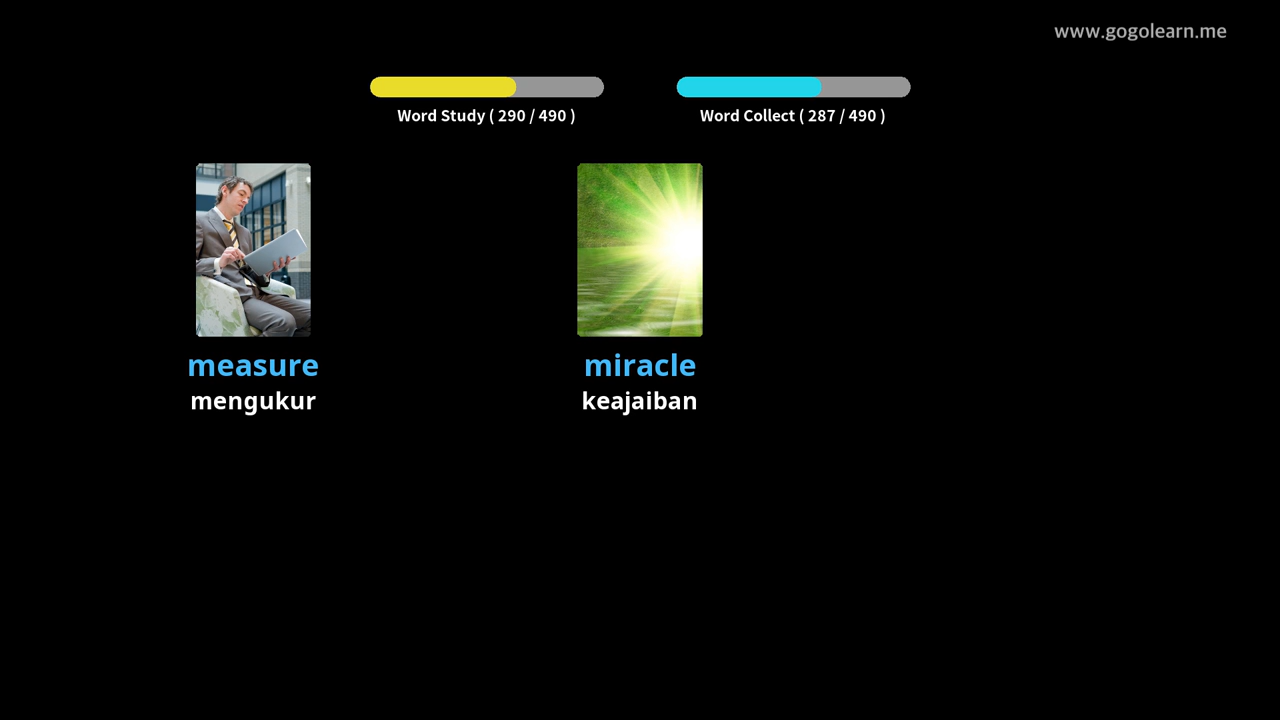 www.gogolearn.me
Word Study ( 290 / 490 )
Word Collect ( 287 / 490 )
measure
mengukur
miracle
keajaiban